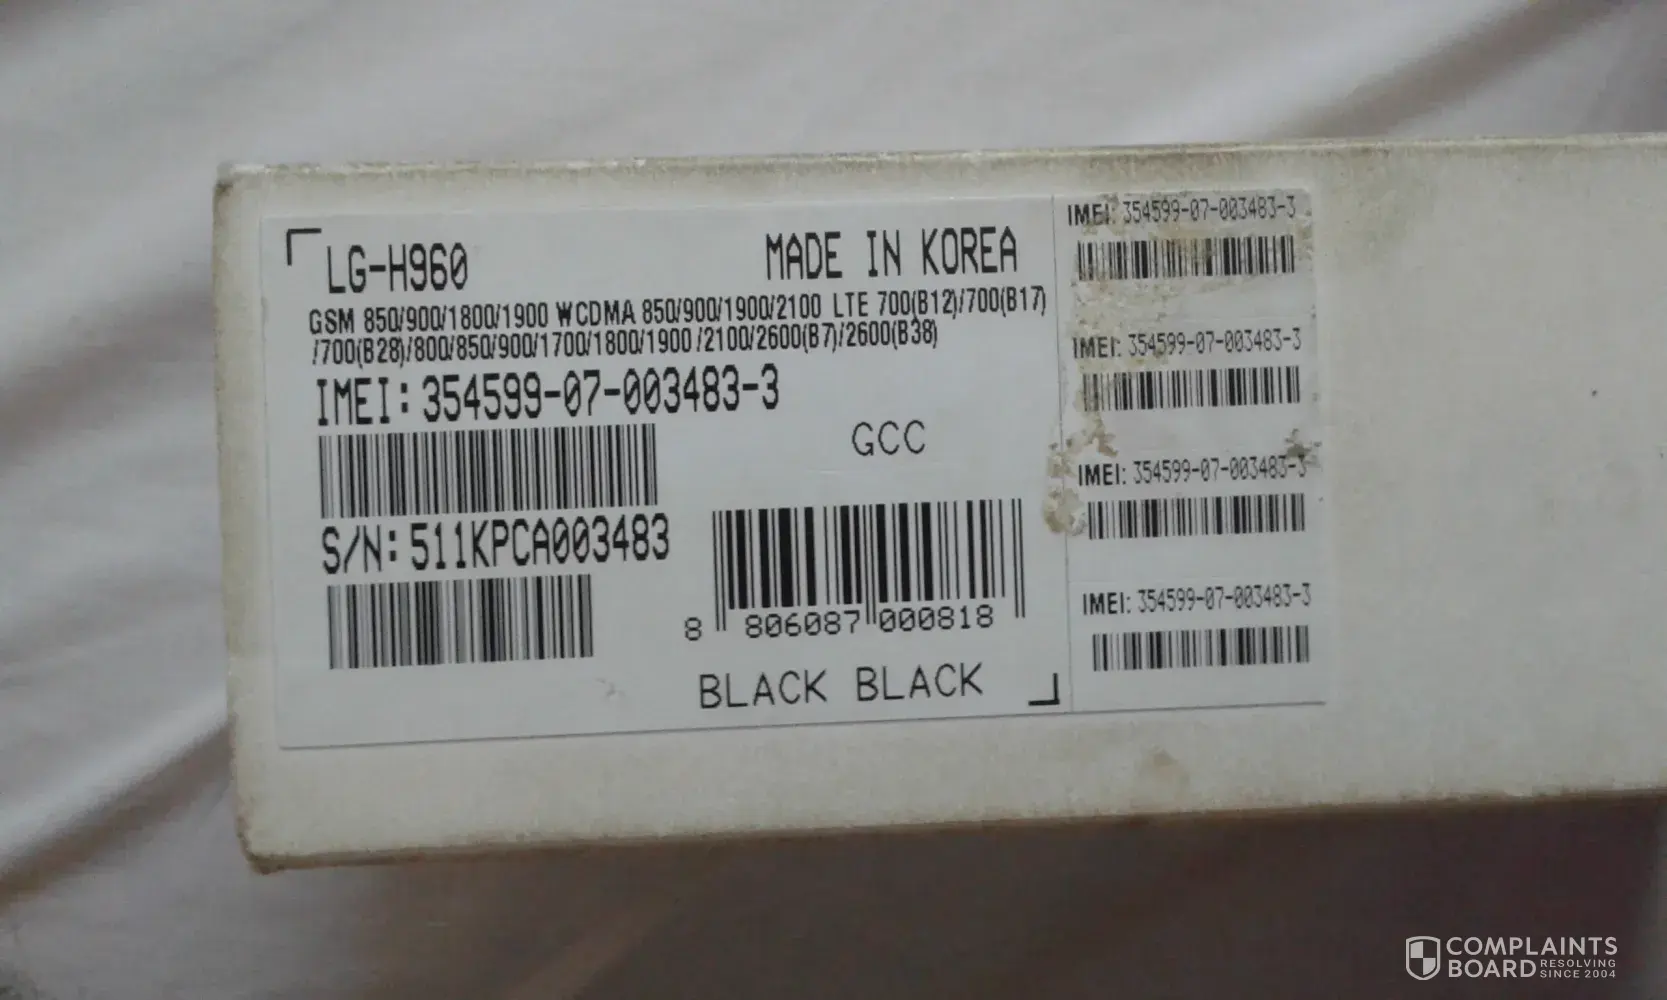 LG-H960
MADE IN KOREA
GSM 850/900/1800/1900 WCDMA 850/900/1900/2100 LTE 700(B12)/700(B17)
/700(B28)/800/850/900/1700/1800/1900 /2100/2600(B7)/2600(B38)
IMEI: 354599-07-003483-3
GCC
S/N: 511KPCA003483
8 806087 000818
BLACK BLACK
IMEI: 354599-07-003483-3
IMEI: 354599-07-003483-3
IMEI: 354599-07-003483-3
IMEI: 354599-07-003483-3
COMPLAINTS
BOARD RESOLVING
SINCE 2004